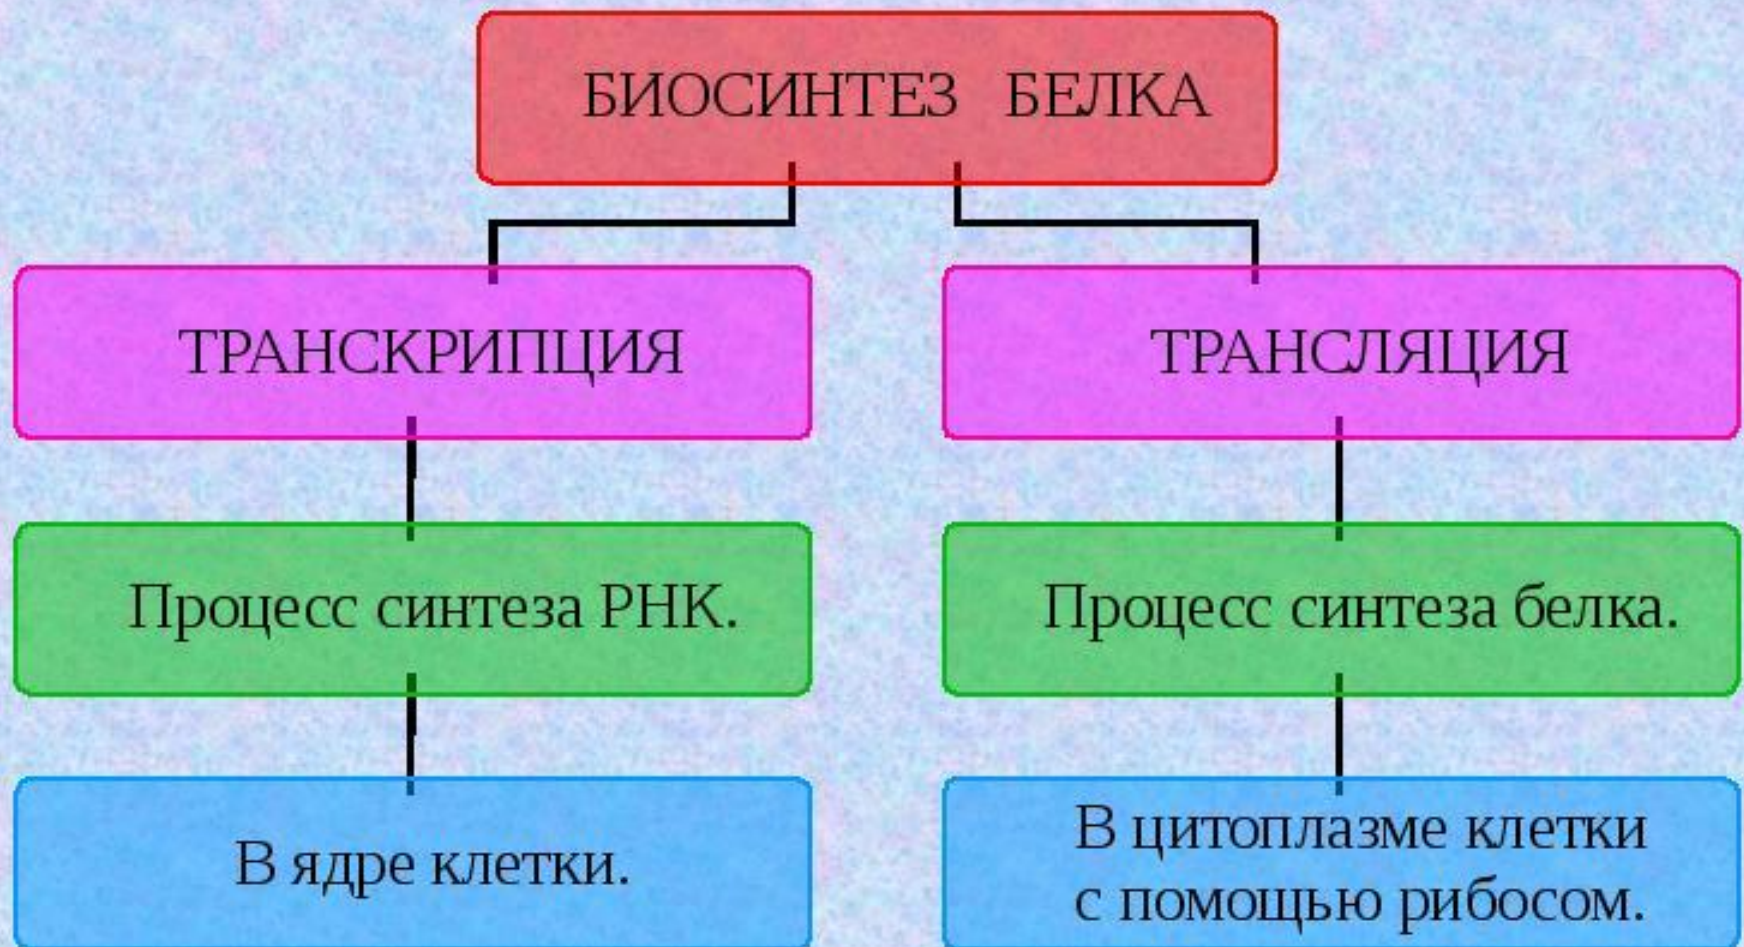 БИОСИНТЕЗ БЕЛКА
ТРАНСКРИПЦИЯ
ТРАНСЛЯЦИЯ
Процесс синтеза РНК.
Процесс синтеза белка.
В ядре клетки.
В цитоплазме клетки
с помощью рибосом.